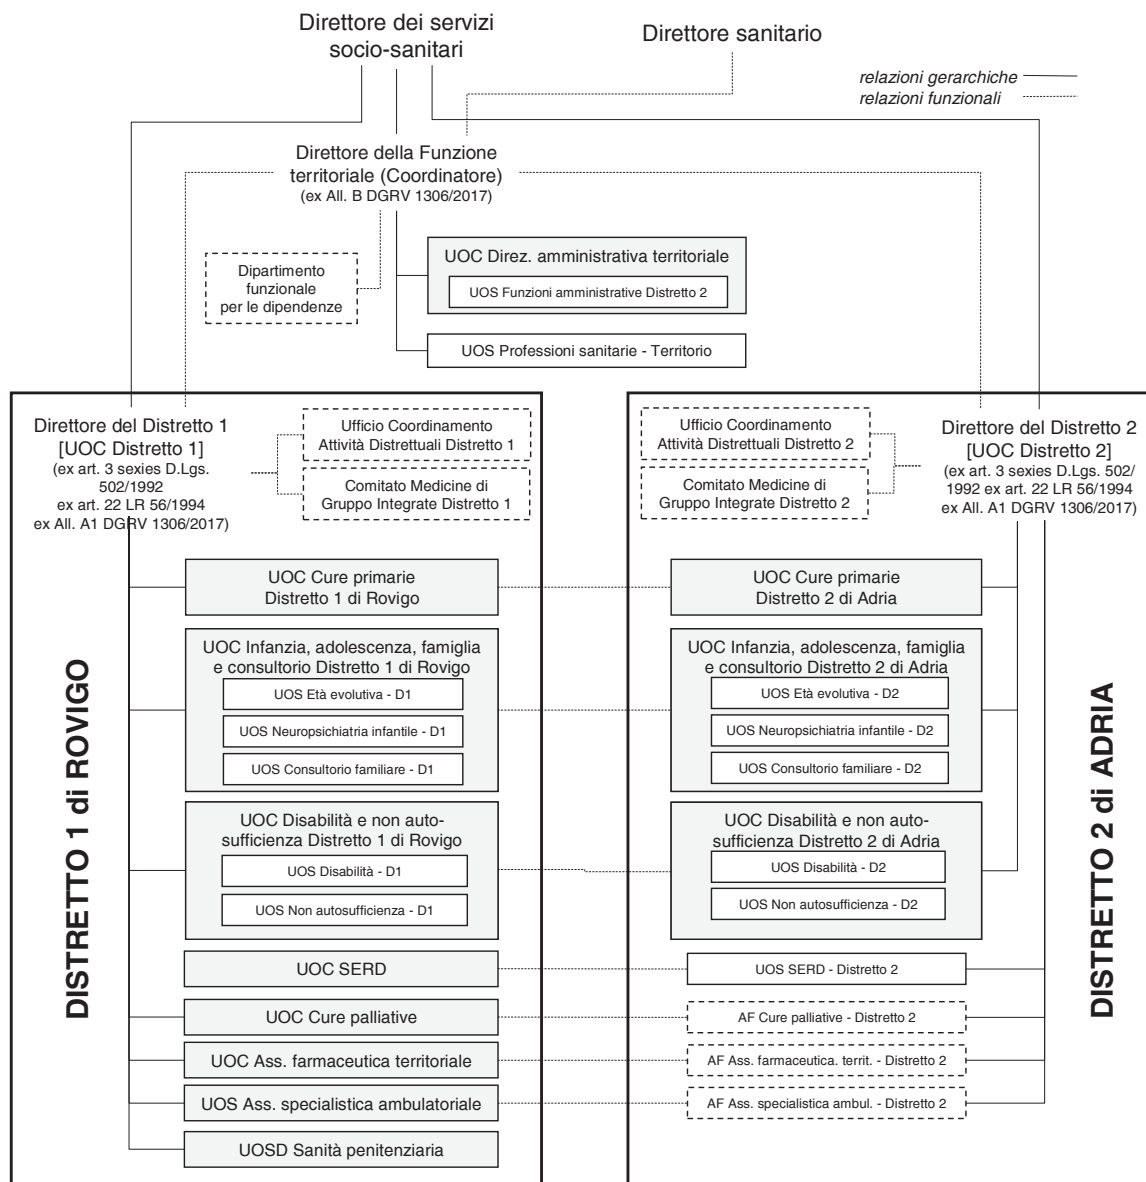 Direttore dei servizi
socio-sanitari
Direttore sanitario
relazioni gerarchiche
relazioni funzionali
Direttore della Funzione
territoriale (Coordinatore)
(ex All. B DGRV 1306/2017)
Dipartimento
funzionale
per le dipendenze
UOC Direz. amministrativa territoriale
UOS Funzioni amministrative Distretto 2
UOS Professioni sanitarie - Territorio
DISTRETTO 1 di ROVIGO
Direttore del Distretto 1
[UOC Distretto 1]
(ex art. 3 sexies D.Lgs.
502/1992
ex art. 22 LR 56/1994
ex All. A1 DGRV 1306/2017)
Ufficio Coordinamento
Attività Distrettuali Distretto 1
Comitato Medicine di
Gruppo Integrate Distretto 1
UOC Cure primarie
Distretto 1 di Rovigo
UOC Infanzia, adolescenza, famiglia
e consultorio Distretto 1 di Rovigo
UOS Età evolutiva - D1
UOS Neuropsichiatria infantile - D1
UOS Consultorio familiare - D1
UOC Disabilità e non auto-
sufficienza Distretto 1 di Rovigo
UOS Disabilità - D1
UOS Non autosufficienza - D1
UOC SERD
UOC Cure palliative
UOC Ass. farmaceutica territoriale
UOS Ass. specialistica ambulatoriale
UOSD Sanità penitenziaria
DISTRETTO 2 di ADRIA
Ufficio Coordinamento
Attività Distrettuali Distretto 2
Comitato Medicine di
Gruppo Integrate Distretto 2
Direttore del Distretto 2
[UOC Distretto 2]
(ex art. 3 sexies D.Lgs. 502/
1992 ex art. 22 LR 56/1994
ex All. A1 DGRV 1306/2017)
UOC Cure primarie
Distretto 2 di Adria
UOC Infanzia, adolescenza, famiglia
e consultorio Distretto 2 di Adria
UOS Età evolutiva - D2
UOS Neuropsichiatria infantile - D2
UOS Consultorio familiare - D2
UOC Disabilità e non auto-
sufficienza Distretto 2 di Adria
UOS Disabilità - D2
UOS Non autosufficienza - D2
UOS SERD - Distretto 2
AF Cure palliative - Distretto 2
AF Ass. farmaceutica. territ. - Distretto 2
AF Ass. specialistica ambul. - Distretto 2